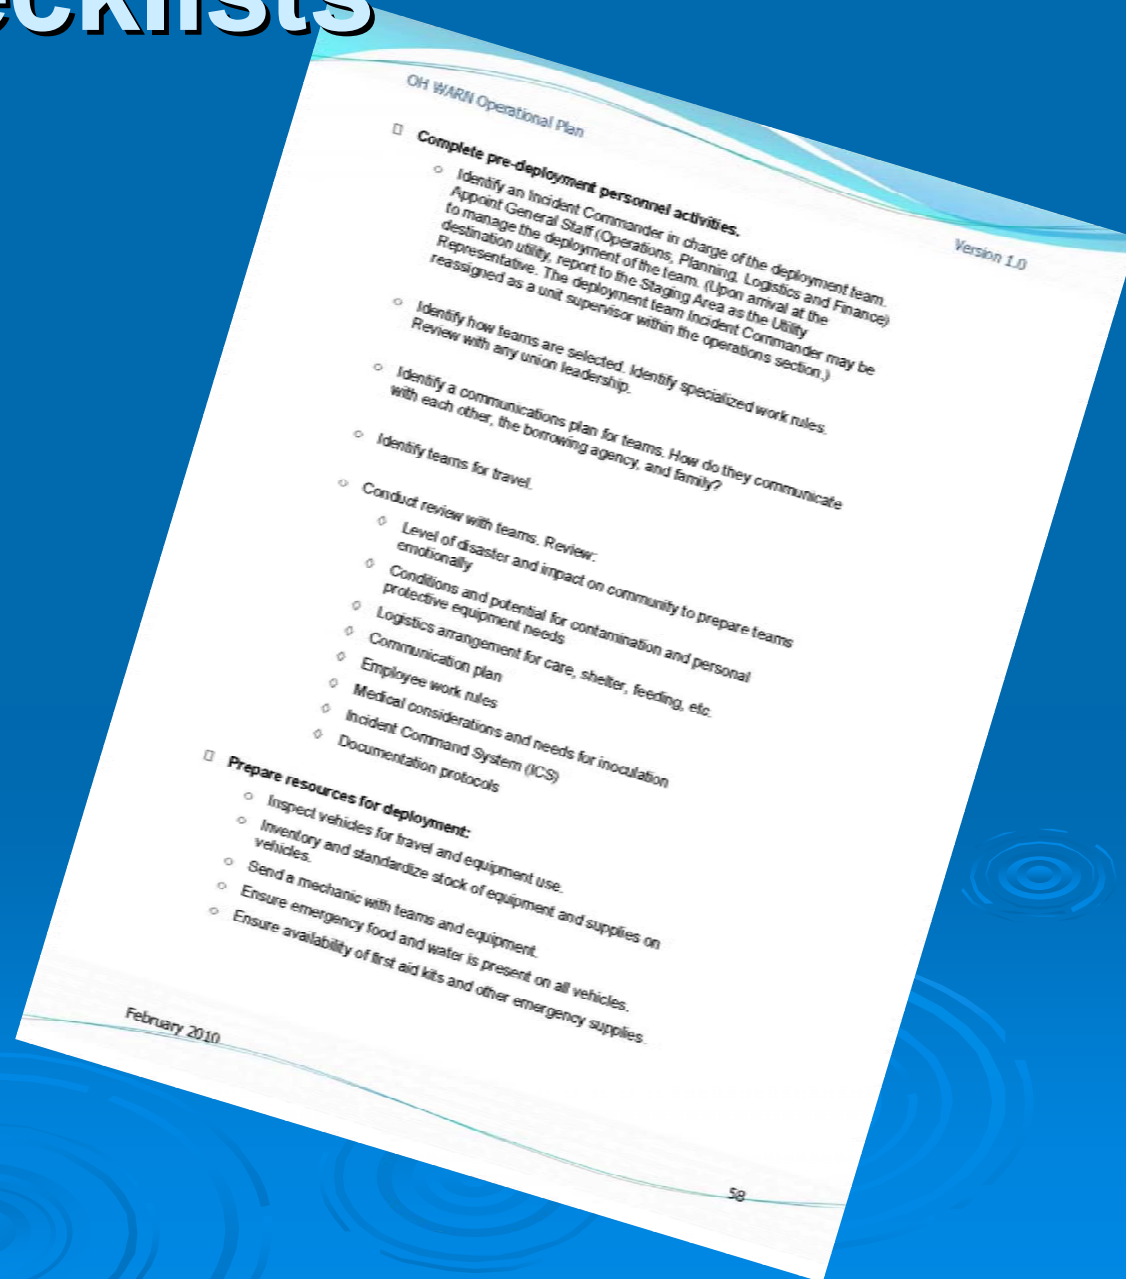 ecklists
OH WARN Operational Plan
Version 1.0
Complete pre-deployment personnel activities.
○ Identify an Incident Commander in charge of the deployment team.
Appoint General Staff (Operations, Planning, Logistics and Finance)
to manage the deployment of the team. (Upon arrival at the
destination utility, report to the Staging Area as the Utility
Representative. The deployment team Incident Commander may be
reassigned as a unit supervisor within the operations section.)
○ Identify how teams are selected. Identify specialized work rules.
Review with any union leadership.
○ Identify a communications plan for teams. How do they communicate
with each other, the borrowing agency, and family?
○ Identify teams for travel.
○ Conduct review with teams. Review:
◊ Level of disaster and impact on community to prepare teams
emotionally
◊ Conditions and potential for contamination and personal
protective equipment needs
◊ Logistics arrangement for care, shelter, feeding, etc.
◊ Communication plan
◊ Employee work rules
◊ Medical considerations and needs for inoculation
◊ Incident Command System (ICS)
◊ Documentation protocols
Prepare resources for deployment:
○ Inspect vehicles for travel and equipment use.
○ Inventory and standardize stock of equipment and supplies on
vehicles.
○ Send a mechanic with teams and equipment.
○ Ensure emergency food and water is present on all vehicles.
○ Ensure availability of first aid kits and other emergency supplies.
February 2010
58